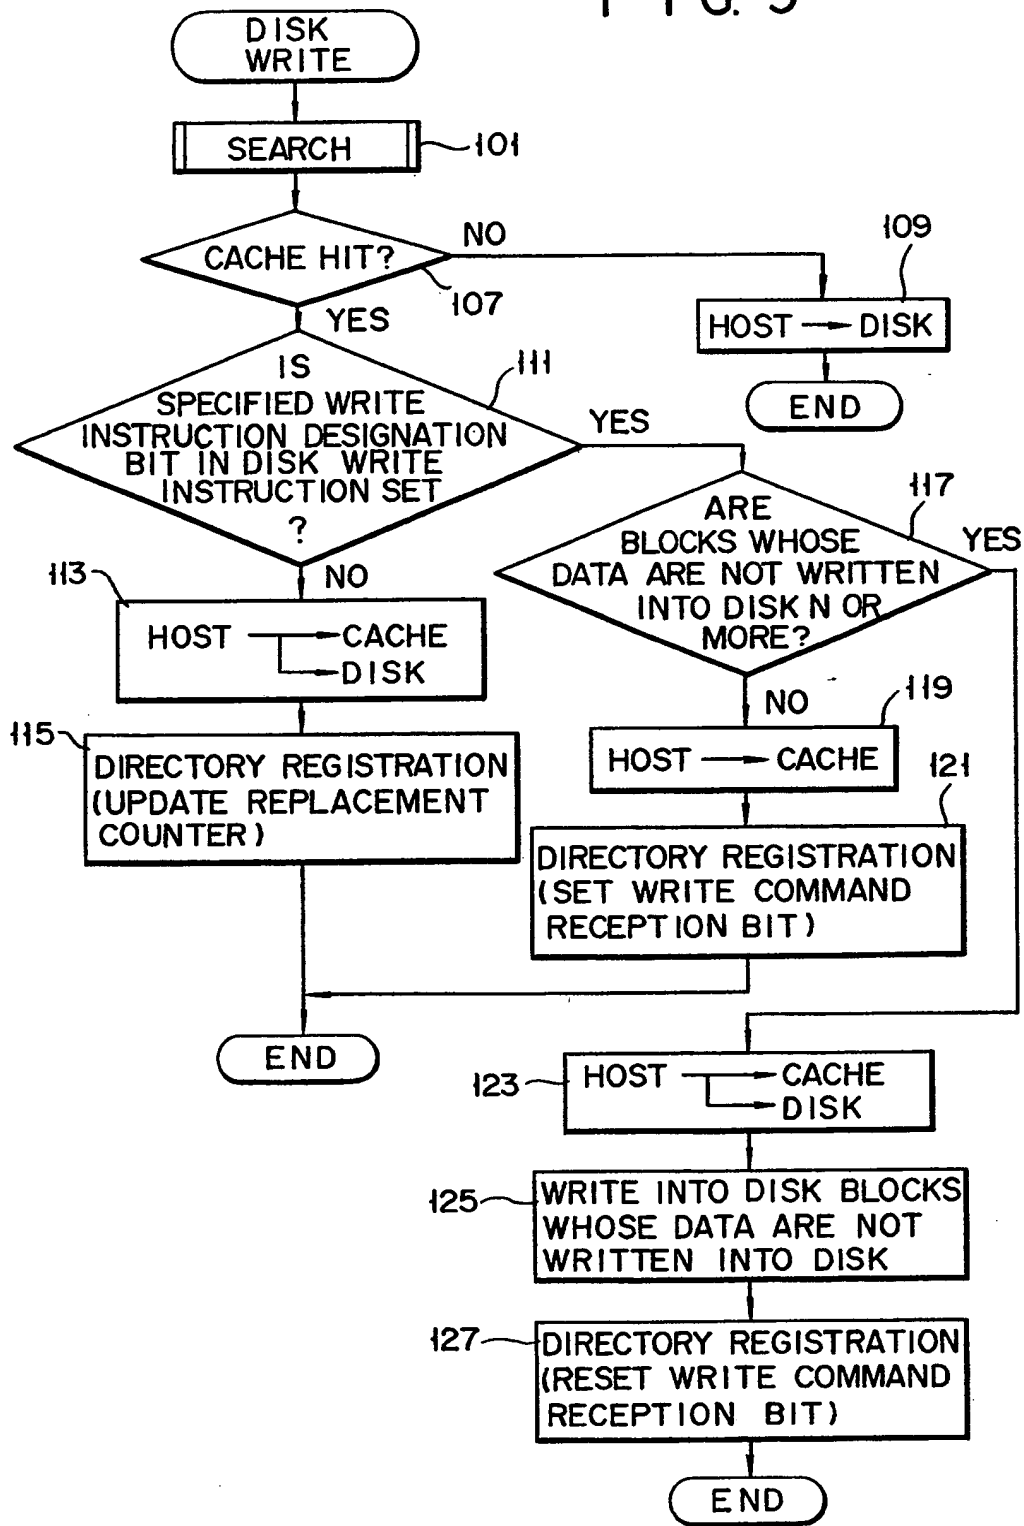 FIG. 5
DISK
WRITE
SEARCH
101
CACHE HIT?
107
NO
109
HOST → DISK
END
YES
IS
SPECIFIED WRITE
INSTRUCTION DESIGNATION
BIT IN DISK WRITE
INSTRUCTION SET
?
111
YES
ARE
BLOCKS WHOSE
DATA ARE NOT WRITTEN
INTO DISK N OR
MORE?
117
YES
NO
113
HOST → CACHE
→ DISK
115
DIRECTORY REGISTRATION
(UPDATE REPLACEMENT
COUNTER)
NO
119
HOST → CACHE
121
DIRECTORY REGISTRATION
(SET WRITE COMMAND
RECEPTION BIT)
END
123
HOST → CACHE
→ DISK
125
WRITE INTO DISK BLOCKS
WHOSE DATA ARE NOT
WRITTEN INTO DISK
127
DIRECTORY REGISTRATION
(RESET WRITE COMMAND
RECEPTION BIT)
END